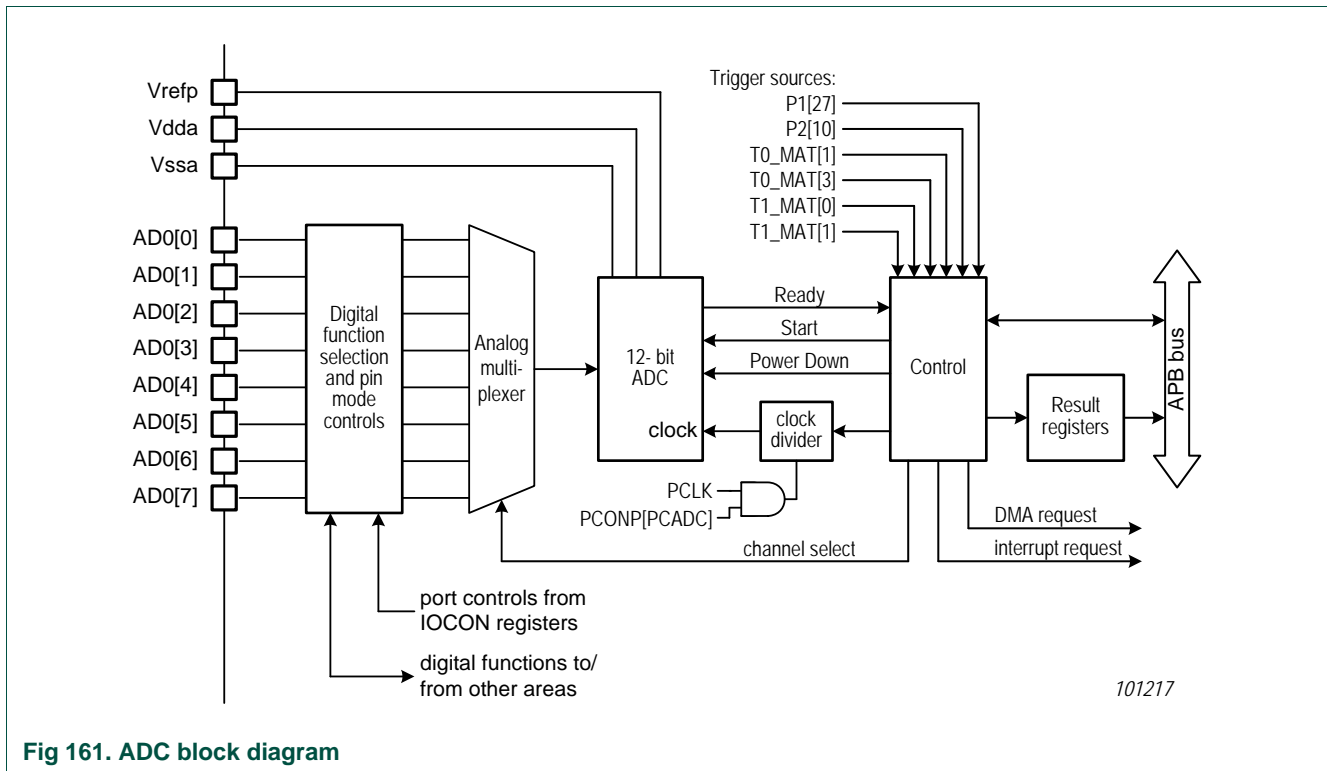 Vrefp
Vdda
Vssa
AD0[0]
AD0[1]
AD0[2]
AD0[3]
AD0[4]
AD0[5]
AD0[6]
AD0[7]
Digital
function
selection
and pin
mode
controls
Analog
multi-
plexer
12- bit
ADC
clock
Trigger sources:
P1[27]
P2[10]
T0_MAT[1]
T0_MAT[3]
T1_MAT[0]
T1_MAT[1]
Ready
Start
Power Down
clock
divider
Control
Result
registers
APB bus
PCLK
PCONP[PCADC]
channel select
DMA request
interrupt request
port controls from
IOCON registers
digital functions to/
from other areas
101217
Fig 161. ADC block diagram